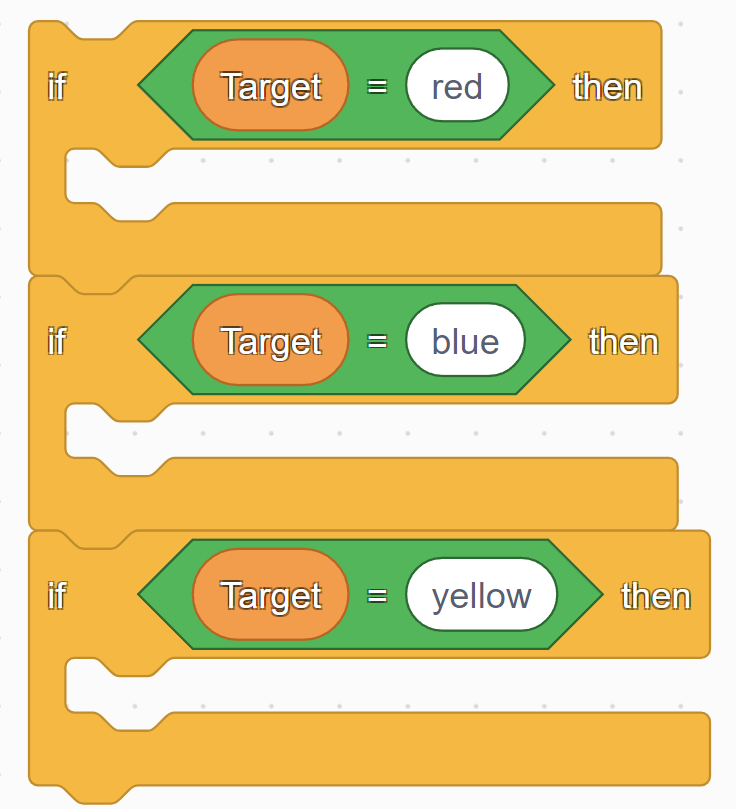 if Target = red then
if Target = blue then
if Target = yellow then